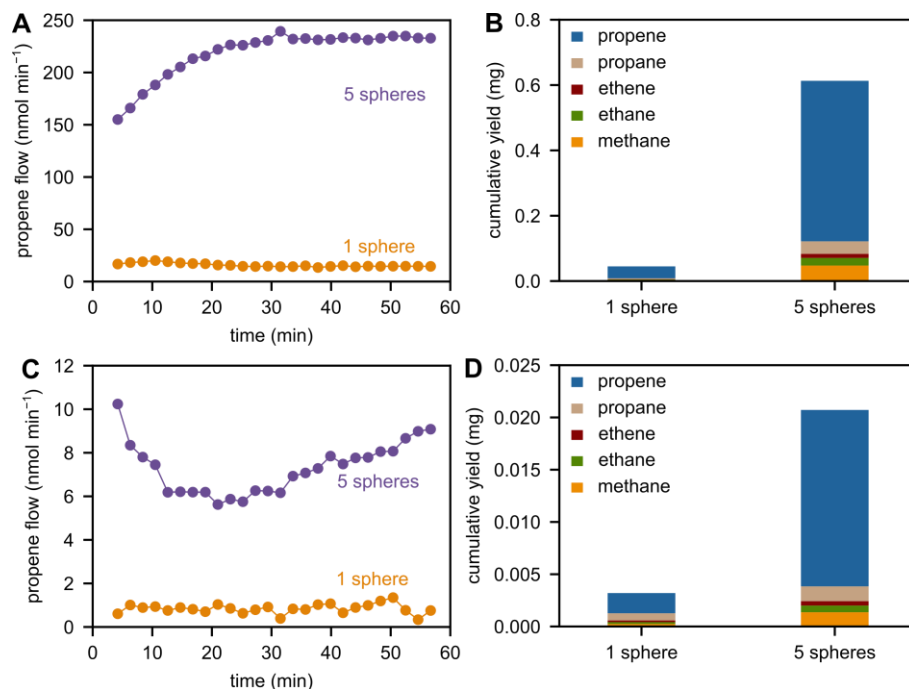 A
propene flow (nmol min⁻¹)
250
200
150
100
50
0
5 spheres
1 sphere
0 10 20 30 40 50 60
time (min)
B
cumulative yield (mg)
0.8
0.6
0.4
0.2
0.0
propene
propane
ethene
ethane
methane
1 sphere 5 spheres
C
propene flow (nmol min⁻¹)
12
10
8
6
4
2
0
5 spheres
1 sphere
0 10 20 30 40 50 60
time (min)
D
cumulative yield (mg)
0.025
0.020
0.015
0.010
0.005
0.000
propene
propane
ethene
ethane
methane
1 sphere 5 spheres